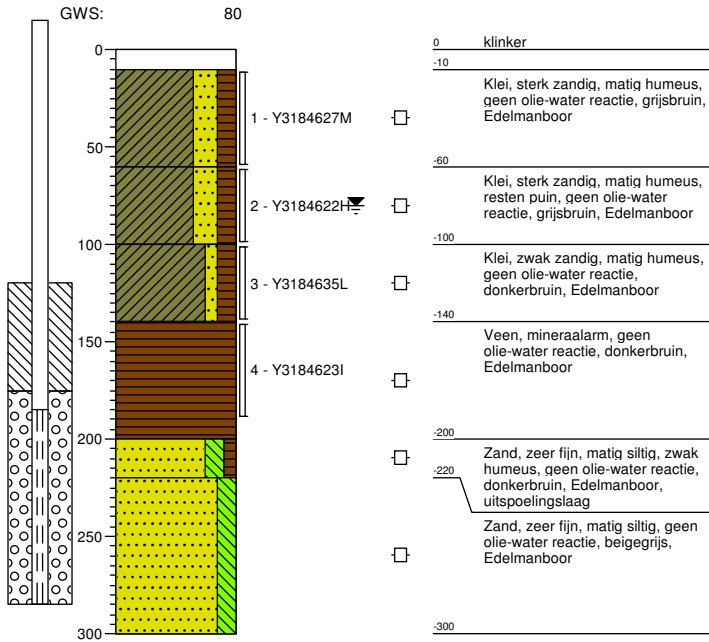 GWS: 80
0
50
100
150
200
250
300
1 - Y3184627M
2 - Y3184622H
3 - Y3184635L
4 - Y3184623I
0 klinker
-10
Klei, sterk zandig, matig humeus,
geen olie-water reactie, grijsbruin,
Edelmanboor
-60
Klei, sterk zandig, matig humeus,
resten puin, geen olie-water
reactie, grijsbruin, Edelmanboor
-100
Klei, zwak zandig, matig humeus,
geen olie-water reactie,
donkerbruin, Edelmanboor
-140
Veen, mineraalarm, geen
olie-water reactie, donkerbruin,
Edelmanboor
-200
Zand, zeer fijn, matig siltig, zwak
humeus, geen olie-water reactie,
donkerbruin, Edelmanboor,
uitspoelingslaag
-220
Zand, zeer fijn, matig siltig, geen
olie-water reactie, beigegrijs,
Edelmanboor
-300